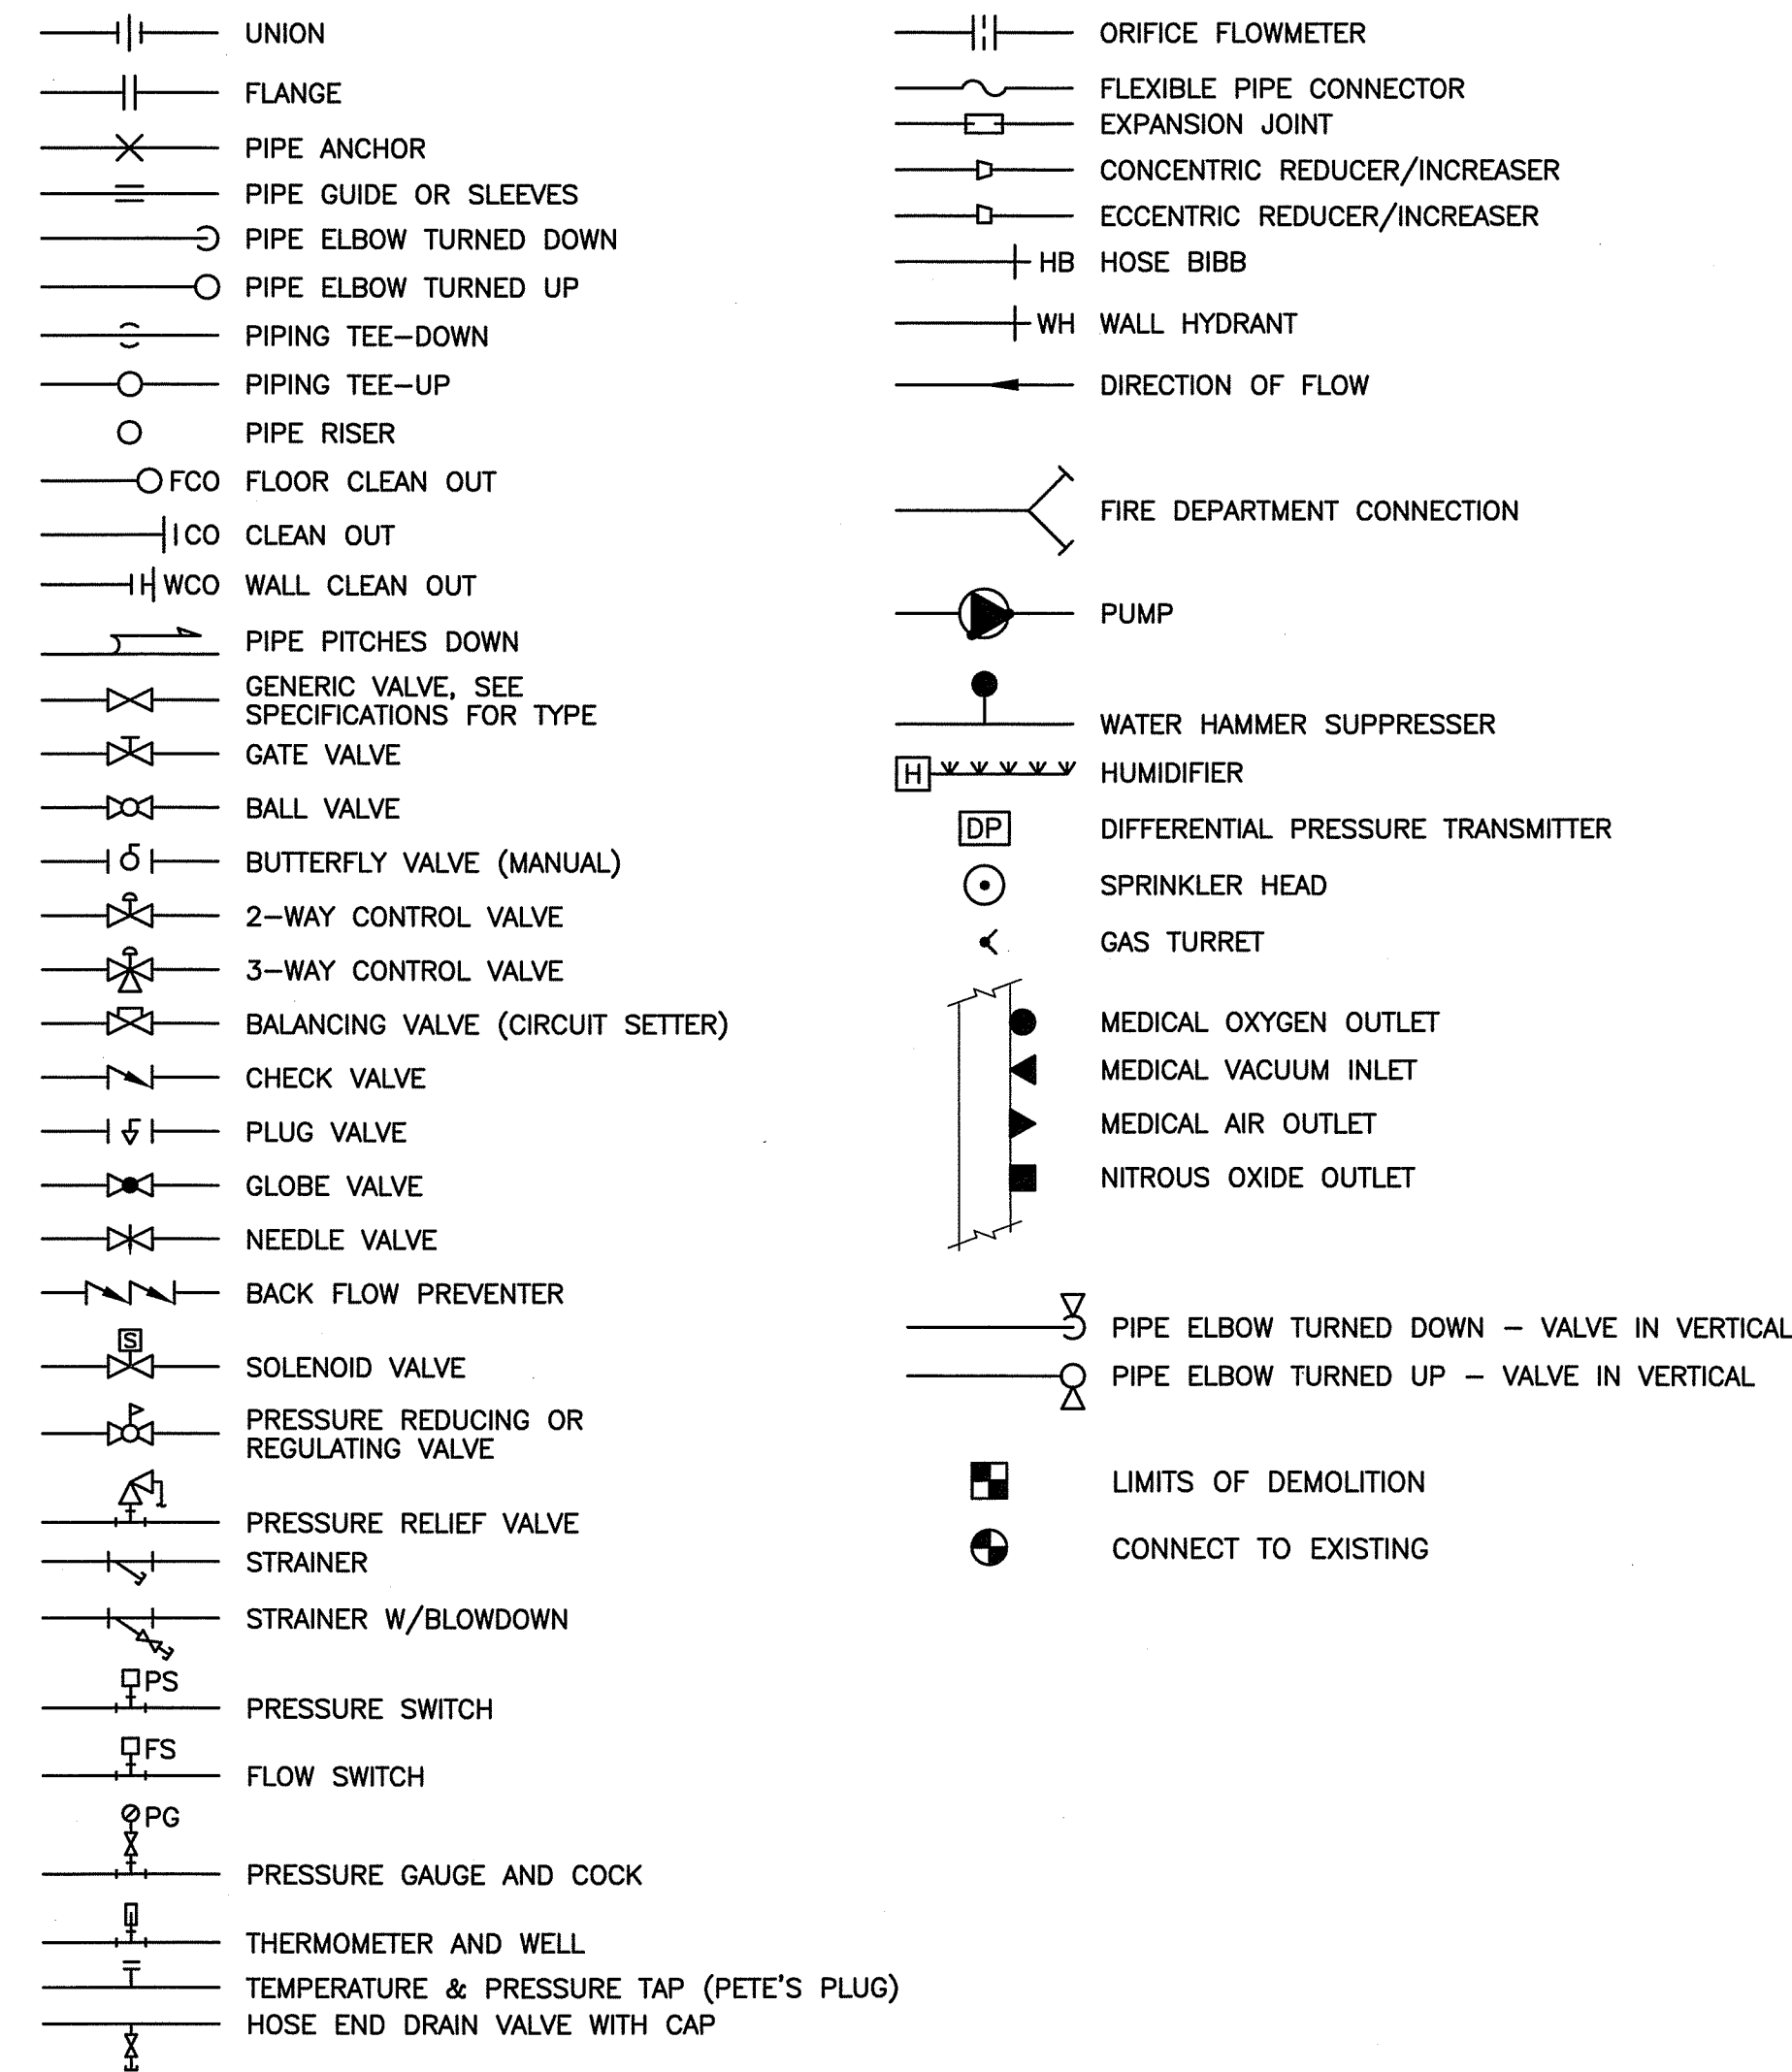 UNION
FLANGE
PIPE ANCHOR
PIPE GUIDE OR SLEEVES
PIPE ELBOW TURNED DOWN
PIPE ELBOW TURNED UP
PIPING TEE-DOWN
PIPING TEE-UP
PIPE RISER
FCO FLOOR CLEAN OUT
CO CLEAN OUT
WCO WALL CLEAN OUT
PIPE PITCHES DOWN
GENERIC VALVE, SEE
SPECIFICATIONS FOR TYPE
GATE VALVE
BALL VALVE
BUTTERFLY VALVE (MANUAL)
2-WAY CONTROL VALVE
3-WAY CONTROL VALVE
BALANCING VALVE (CIRCUIT SETTER)
CHECK VALVE
PLUG VALVE
GLOBE VALVE
NEEDLE VALVE
BACK FLOW PREVENTER
S
SOLENOID VALVE
PRESSURE REDUCING OR
REGULATING VALVE
PRESSURE RELIEF VALVE
STRAINER
STRAINER W/BLOWDOWN
PS
PRESSURE SWITCH
FS
FLOW SWITCH
PG
PRESSURE GAUGE AND COCK
THERMOMETER AND WELL
TEMPERATURE & PRESSURE TAP (PETE'S PLUG)
HOSE END DRAIN VALVE WITH CAP
ORIFICE FLOWMETER
FLEXIBLE PIPE CONNECTOR
EXPANSION JOINT
CONCENTRIC REDUCER/INCREASER
ECCENTRIC REDUCER/INCREASER
HB HOSE BIBB
WH WALL HYDRANT
DIRECTION OF FLOW
FIRE DEPARTMENT CONNECTION
PUMP
WATER HAMMER SUPPRESSER
H HUMIDIFIER
DP DIFFERENTIAL PRESSURE TRANSMITTER
SPRINKLER HEAD
GAS TURRET
MEDICAL OXYGEN OUTLET
MEDICAL VACUUM INLET
MEDICAL AIR OUTLET
NITROUS OXIDE OUTLET
PIPE ELBOW TURNED DOWN - VALVE IN VERTICAL
PIPE ELBOW TURNED UP - VALVE IN VERTICAL
LIMITS OF DEMOLITION
CONNECT TO EXISTING